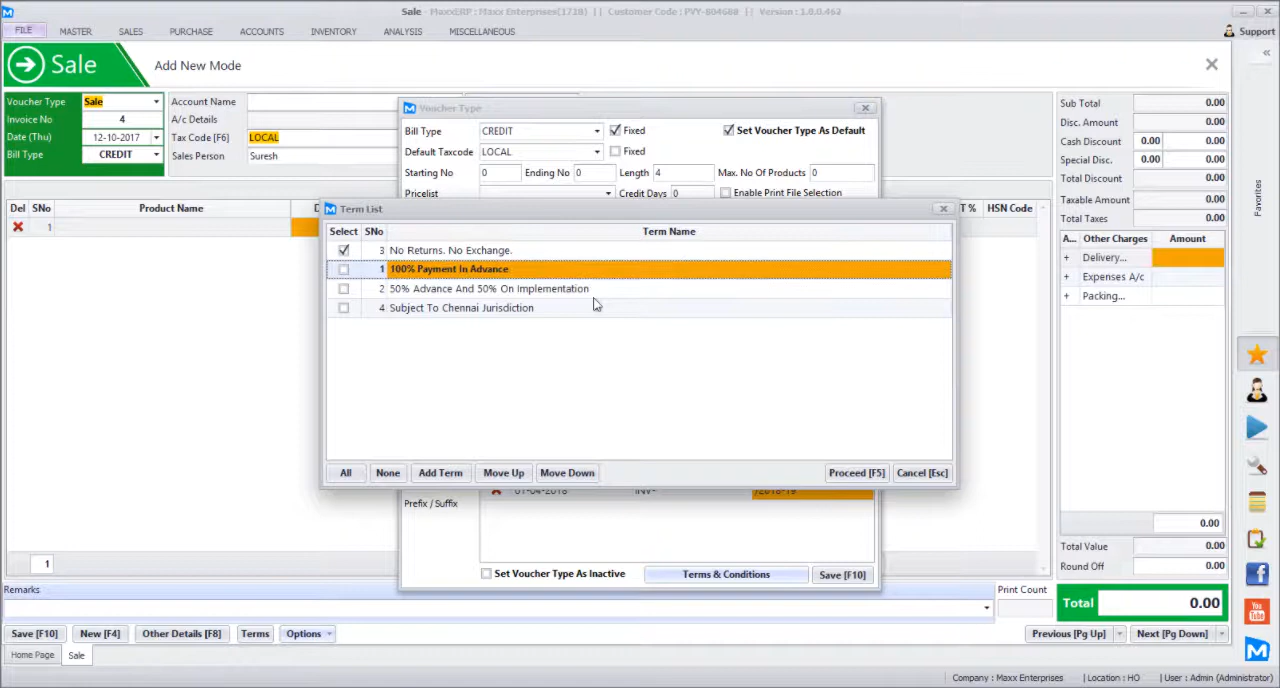 Sale - MaxxERP : Maxx Enterprises(1718) || Customer Code : PVY-804688 || Version : 1.0.0.462
FILE MASTER SALES PURCHASE ACCOUNTS INVENTORY ANALYSIS MISCELLANEOUS
Support
Sale Add New Mode
Voucher Type Sale
Invoice No 4
Date (Thu) 12-10-2017
Bill Type CREDIT
Account Name
A/c Details
Tax Code [F6] LOCAL
Sales Person Suresh
Del SNo Product Name
1
T % HSN Code
Voucher Type
Bill Type CREDIT Fixed Set Voucher Type As Default
Default Taxcode LOCAL Fixed
Starting No 0 Ending No 0 Length 4 Max. No Of Products 0
Pricelist Credit Days 0 Enable Print File Selection
Term List
Select SNo Term Name
3 No Returns. No Exchange.
1 100% Payment In Advance
2 50% Advance And 50% On Implementation
4 Subject To Chennai Jurisdiction
All None Add Term Move Up Move Down Proceed [F5] Cancel [Esc]
01-04-2018 INV- /2018-19
Prefix / Suffix
Set Voucher Type As Inactive Terms & Conditions Save [F10]
Sub Total 0.00
Disc. Amount 0.00
Cash Discount 0.00 0.00
Special Disc. 0.00 0.00
Total Discount 0.00
Taxable Amount 0.00
Total Taxes 0.00
A... Other Charges Amount
+ Delivery...
+ Expenses A/c
+ Packing...
0.00
Total Value 0.00
Round Off 0.00
Total 0.00
Favorites
You
Tube
1
Remarks
Print Count
Save [F10] New [F4] Other Details [F8] Terms Options Previous [Pg Up] Next [Pg Down]
Home Page Sale
Company : Maxx Enterprises | Location : HO | User : Admin (Administrator)